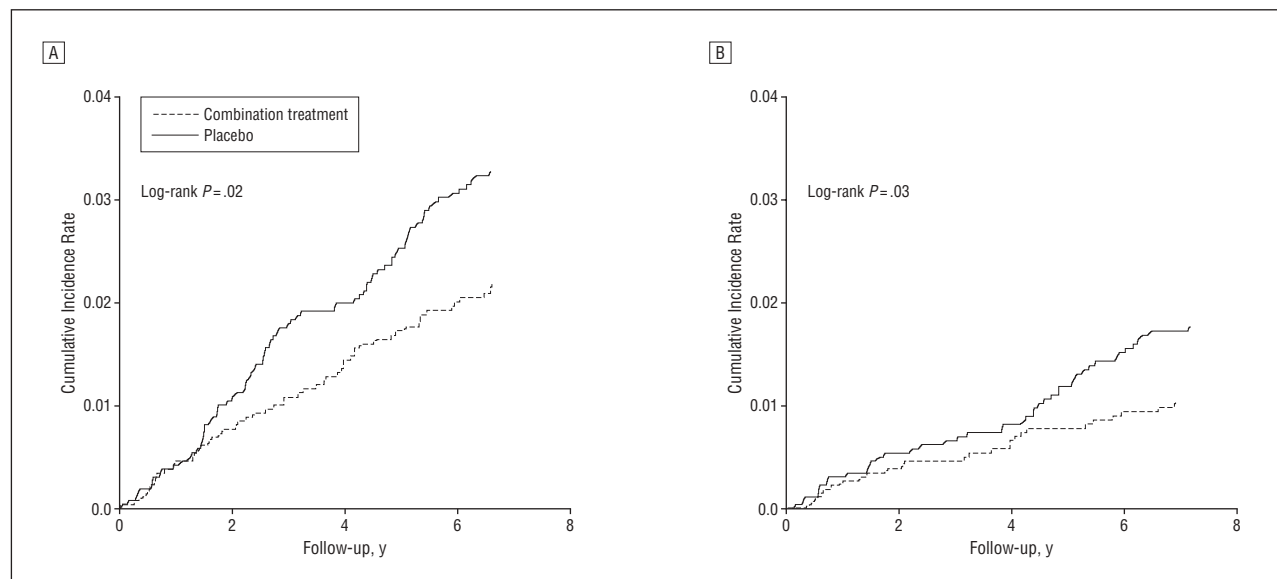 A
0.04
0.03
0.02
0.01
0.0
Cumulative Incidence Rate
Combination treatment
Placebo
Log-rank P = .02
0 2 4 6 8
Follow-up, y
B
0.04
0.03
0.02
0.01
0.0
Cumulative Incidence Rate
Log-rank P = .03
0 2 4 6 8
Follow-up, y